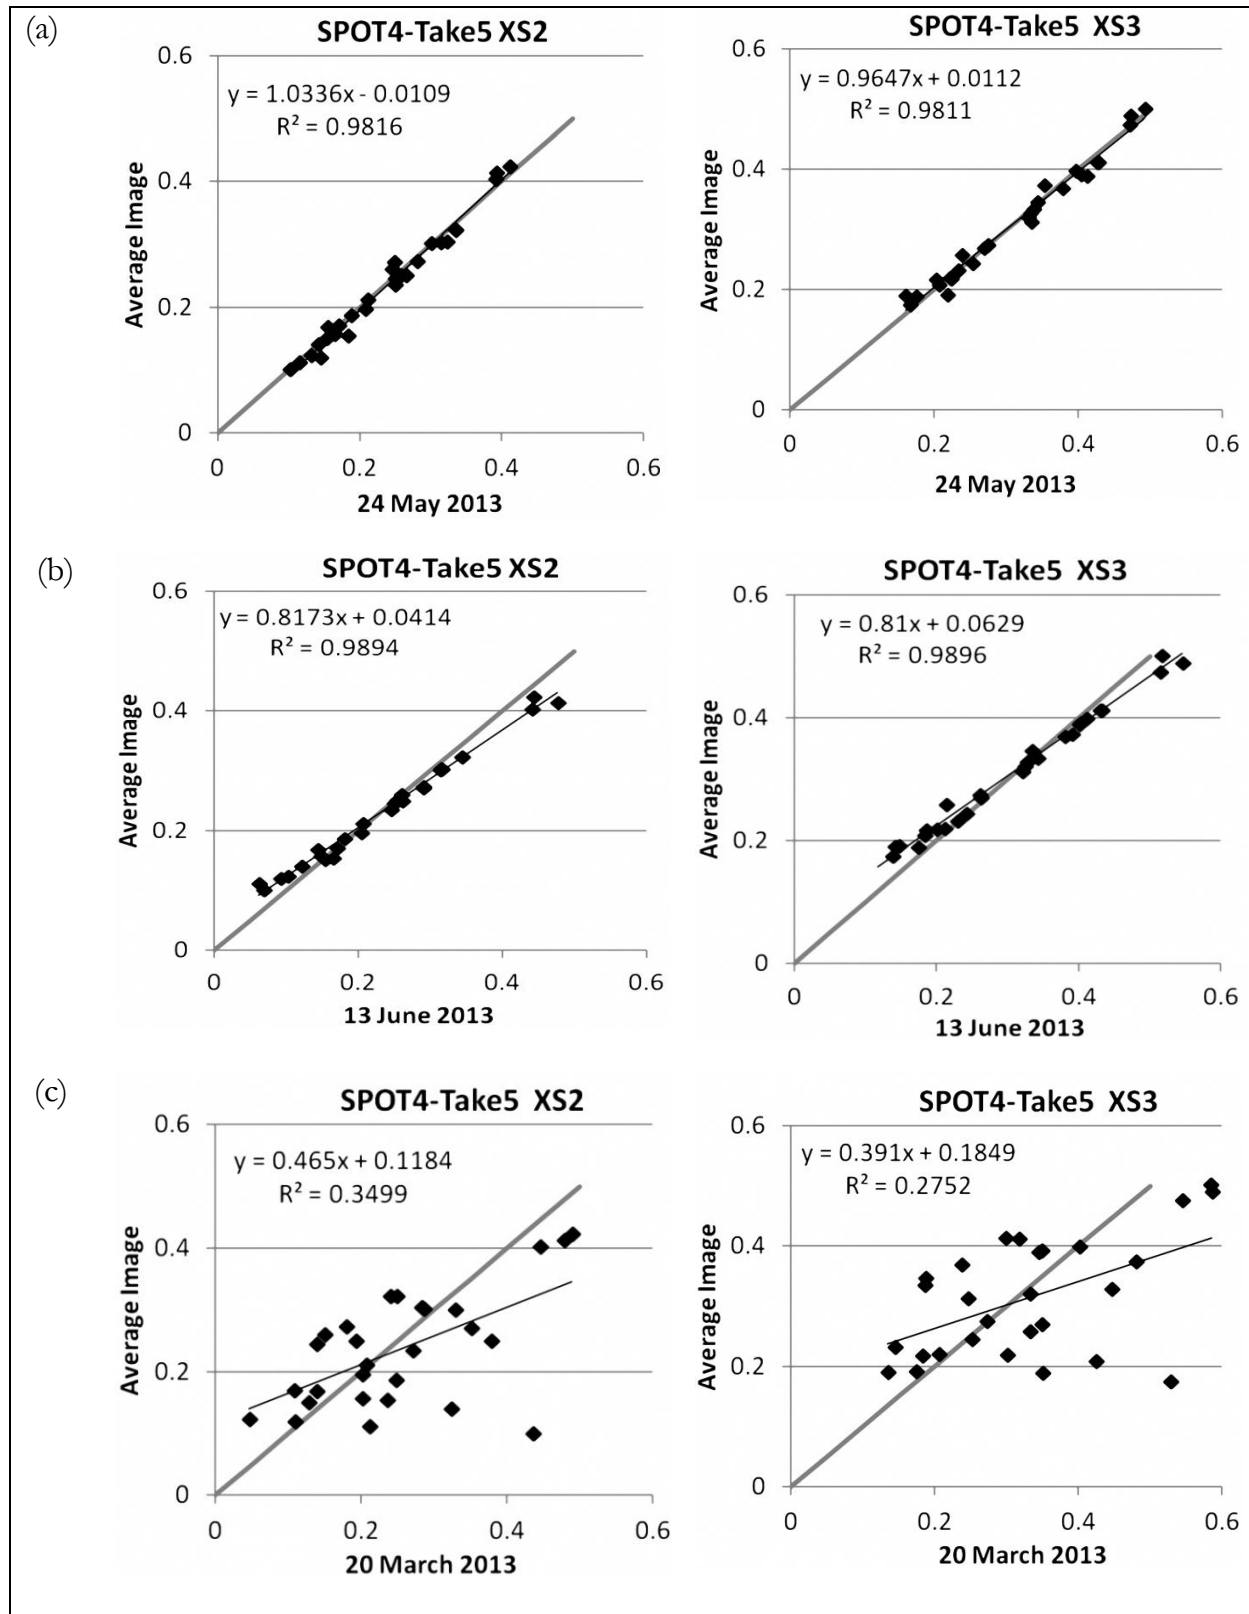 (a)
SPOT4-Take5 XS2
y = 1.0336x - 0.0109
R² = 0.9816
Average Image
0.6
0.4
0.2
0
0 0.2 0.4 0.6
24 May 2013
SPOT4-Take5 XS3
y = 0.9647x + 0.0112
R² = 0.9811
Average Image
0.6
0.4
0.2
0
0 0.2 0.4 0.6
24 May 2013
(b)
SPOT4-Take5 XS2
y = 0.8173x + 0.0414
R² = 0.9894
Average Image
0.6
0.4
0.2
0
0 0.2 0.4 0.6
13 June 2013
SPOT4-Take5 XS3
y = 0.81x + 0.0629
R² = 0.9896
Average Image
0.6
0.4
0.2
0
0 0.2 0.4 0.6
13 June 2013
(c)
SPOT4-Take5 XS2
y = 0.465x + 0.1184
R² = 0.3499
Average Image
0.6
0.4
0.2
0
0 0.2 0.4 0.6
20 March 2013
SPOT4-Take5 XS3
y = 0.391x + 0.1849
R² = 0.2752
Average Image
0.6
0.4
0.2
0
0 0.2 0.4 0.6
20 March 2013